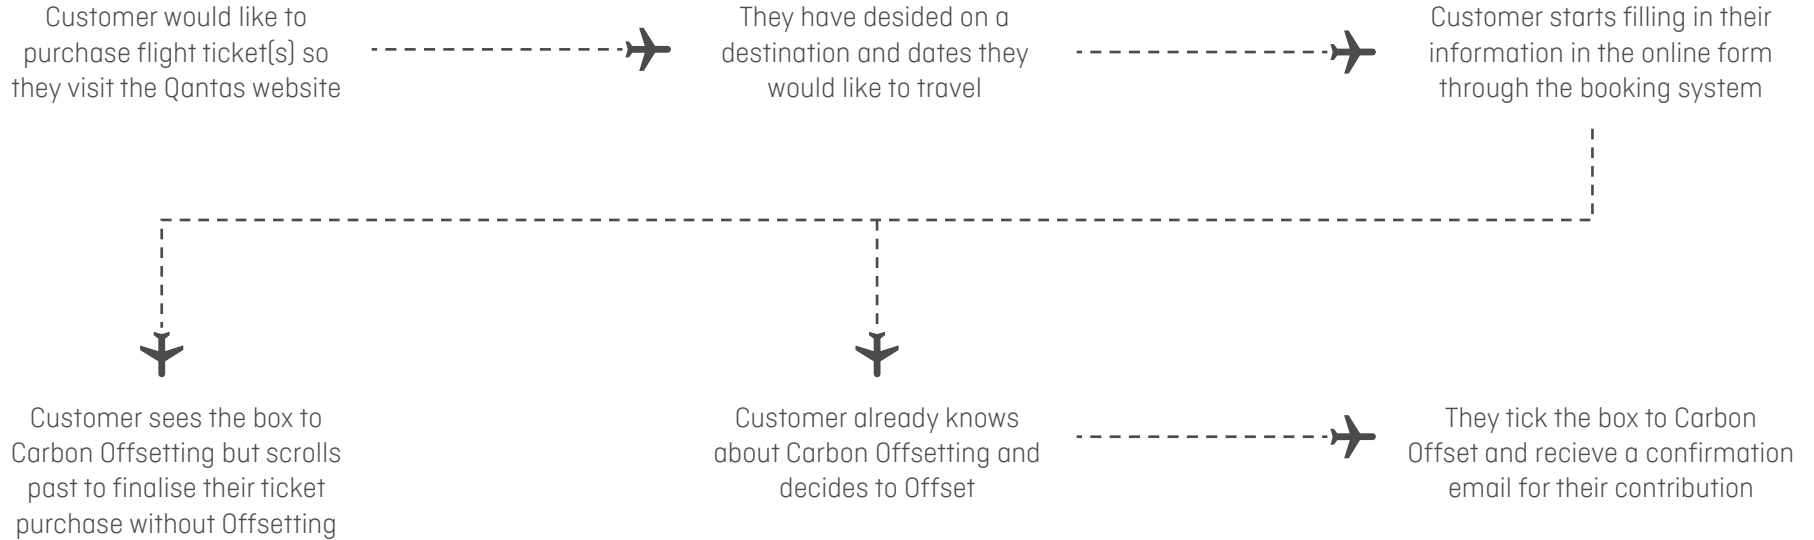 Customer would like to
purchase flight ticket(s) so
they visit the Qantas website
They have desided on a
destination and dates they
would like to travel
Customer starts filling in their
information in the online form
through the booking system
Customer sees the box to
Carbon Offsetting but scrolls
past to finalise their ticket
purchase without Offsetting
Customer already knows
about Carbon Offsetting and
decides to Offset
They tick the box to Carbon
Offset and recieve a confirmation
email for their contribution